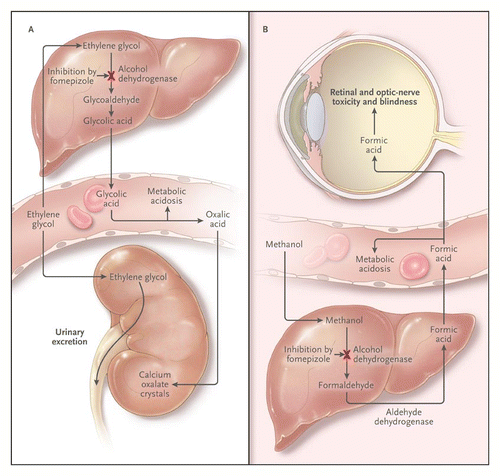 A
Ethylene glycol
Inhibition by
fomepizole
Alcohol
dehydrogenase
Glycoaldehyde
Glycolic acid
Glycolic
acid
Metabolic
acidosis
Ethylene
glycol
Oxalic
acid
Ethylene glycol
Urinary
excretion
Calcium
oxalate
crystals
B
Retinal and optic-nerve
toxicity and blindness
Formic
acid
Methanol
Metabolic
acidosis
Formic
acid
Methanol
Inhibition by
fomepizole
Alcohol
dehydrogenase
Formaldehyde
Formic
acid
Aldehyde
dehydrogenase